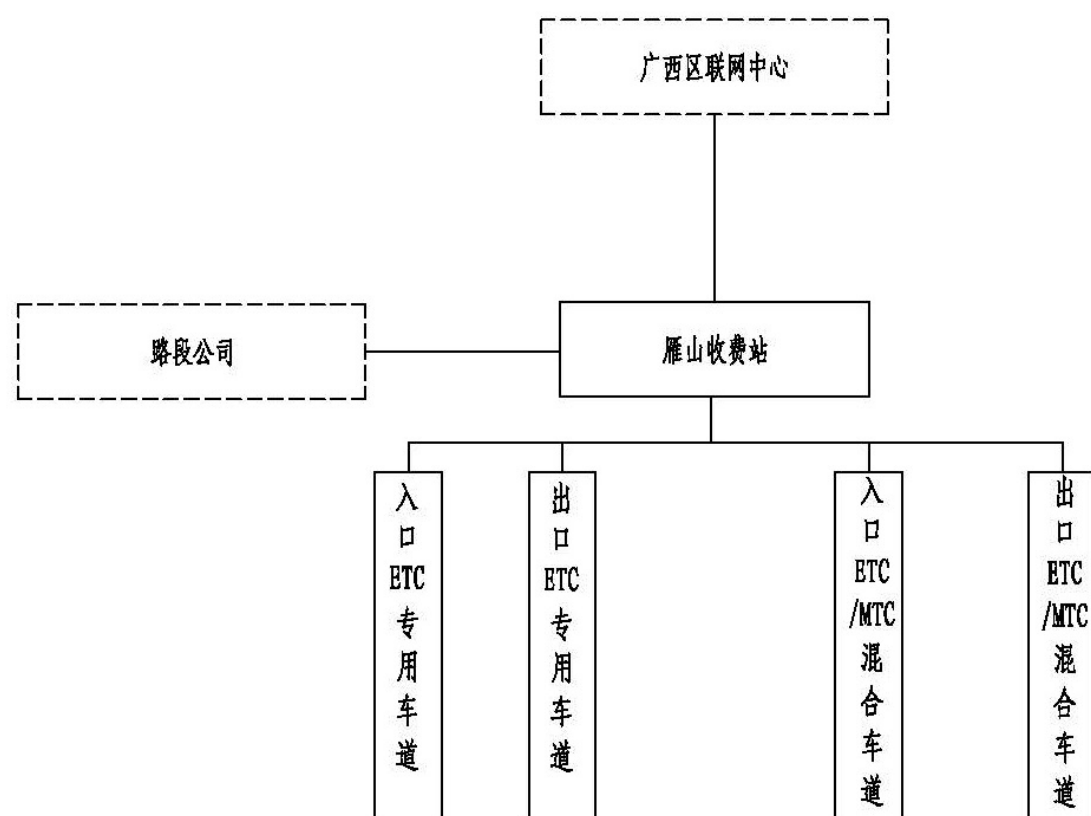 广西区联网中心
路段公司
雁山收费站
入口ETC专用车道
出口ETC专用车道
入口ETC/MTC混合车道
出口ETC/MTC混合车道